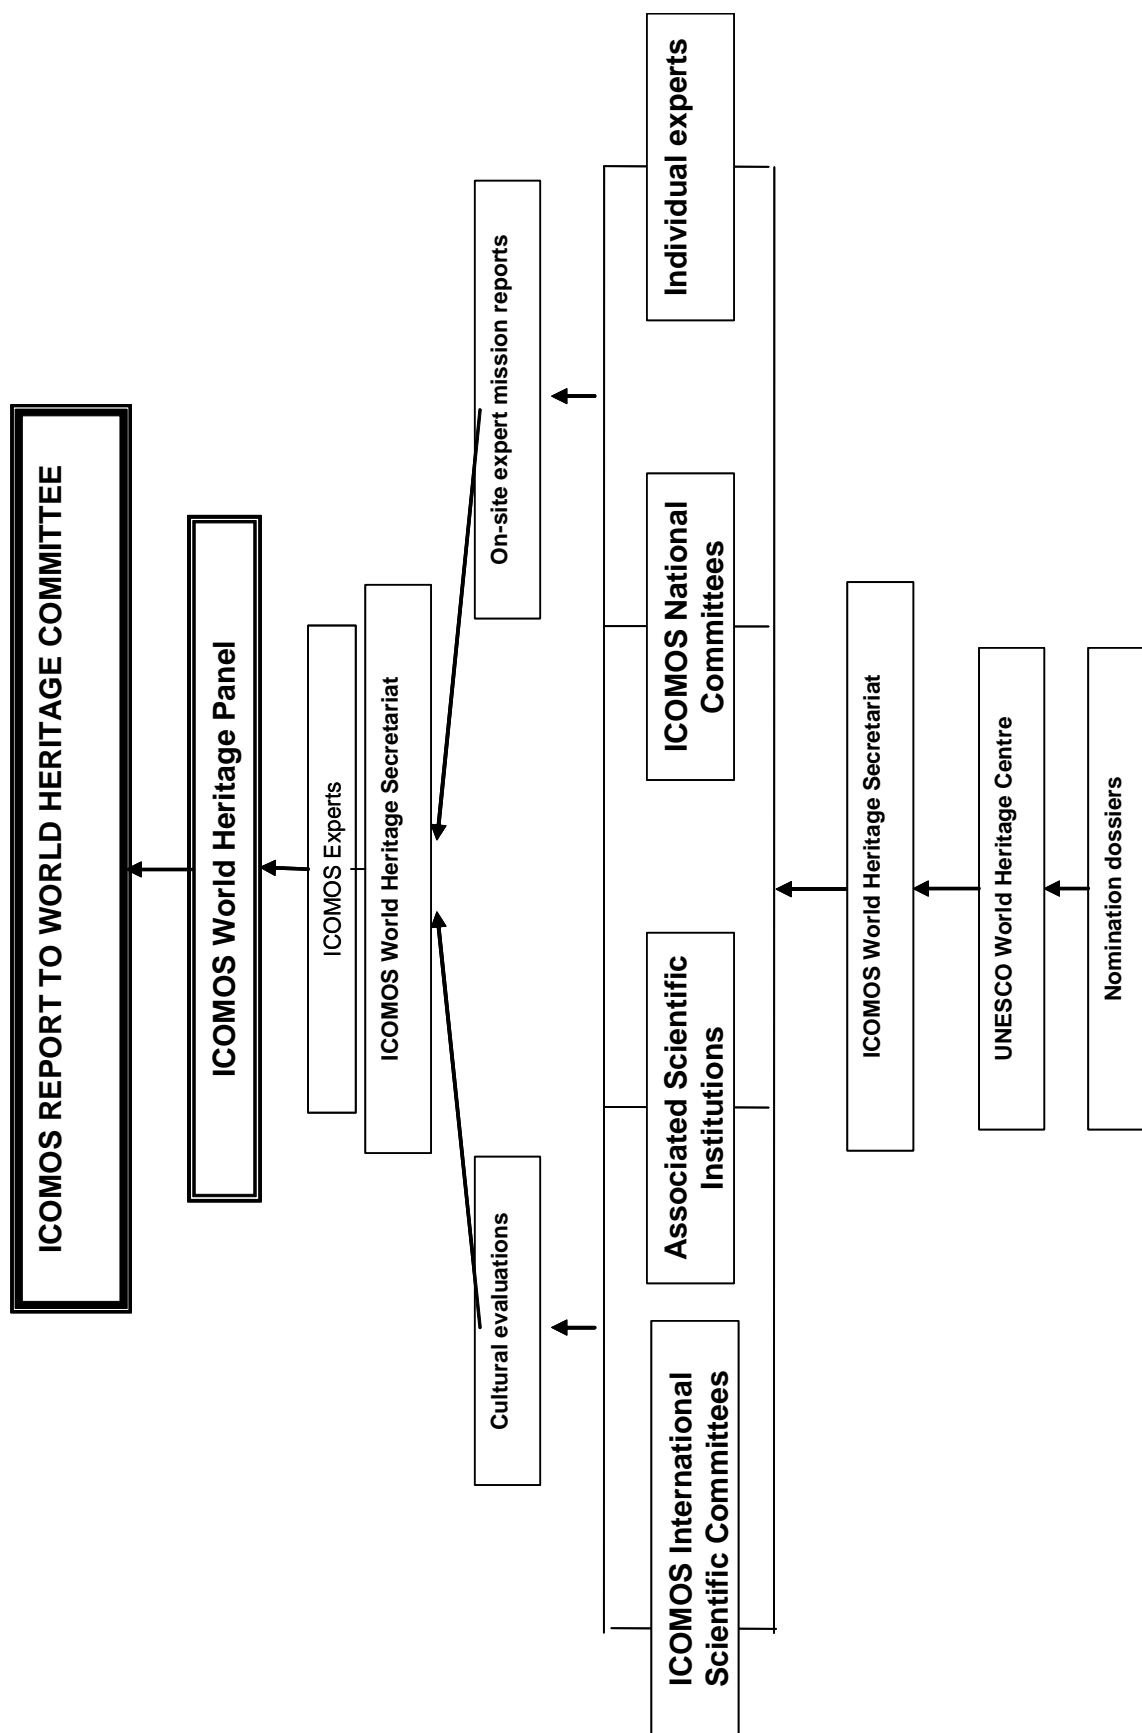 ICOMOS REPORT TO WORLD HERITAGE COMMITTEE
ICOMOS World Heritage Panel
ICOMOS Experts
ICOMOS World Heritage Secretariat
Cultural evaluations
On-site expert mission reports
ICOMOS International
Scientific Committees
Associated Scientific
Institutions
ICOMOS National
Committees
Individual experts
ICOMOS World Heritage Secretariat
UNESCO World Heritage Centre
Nomination dossiers